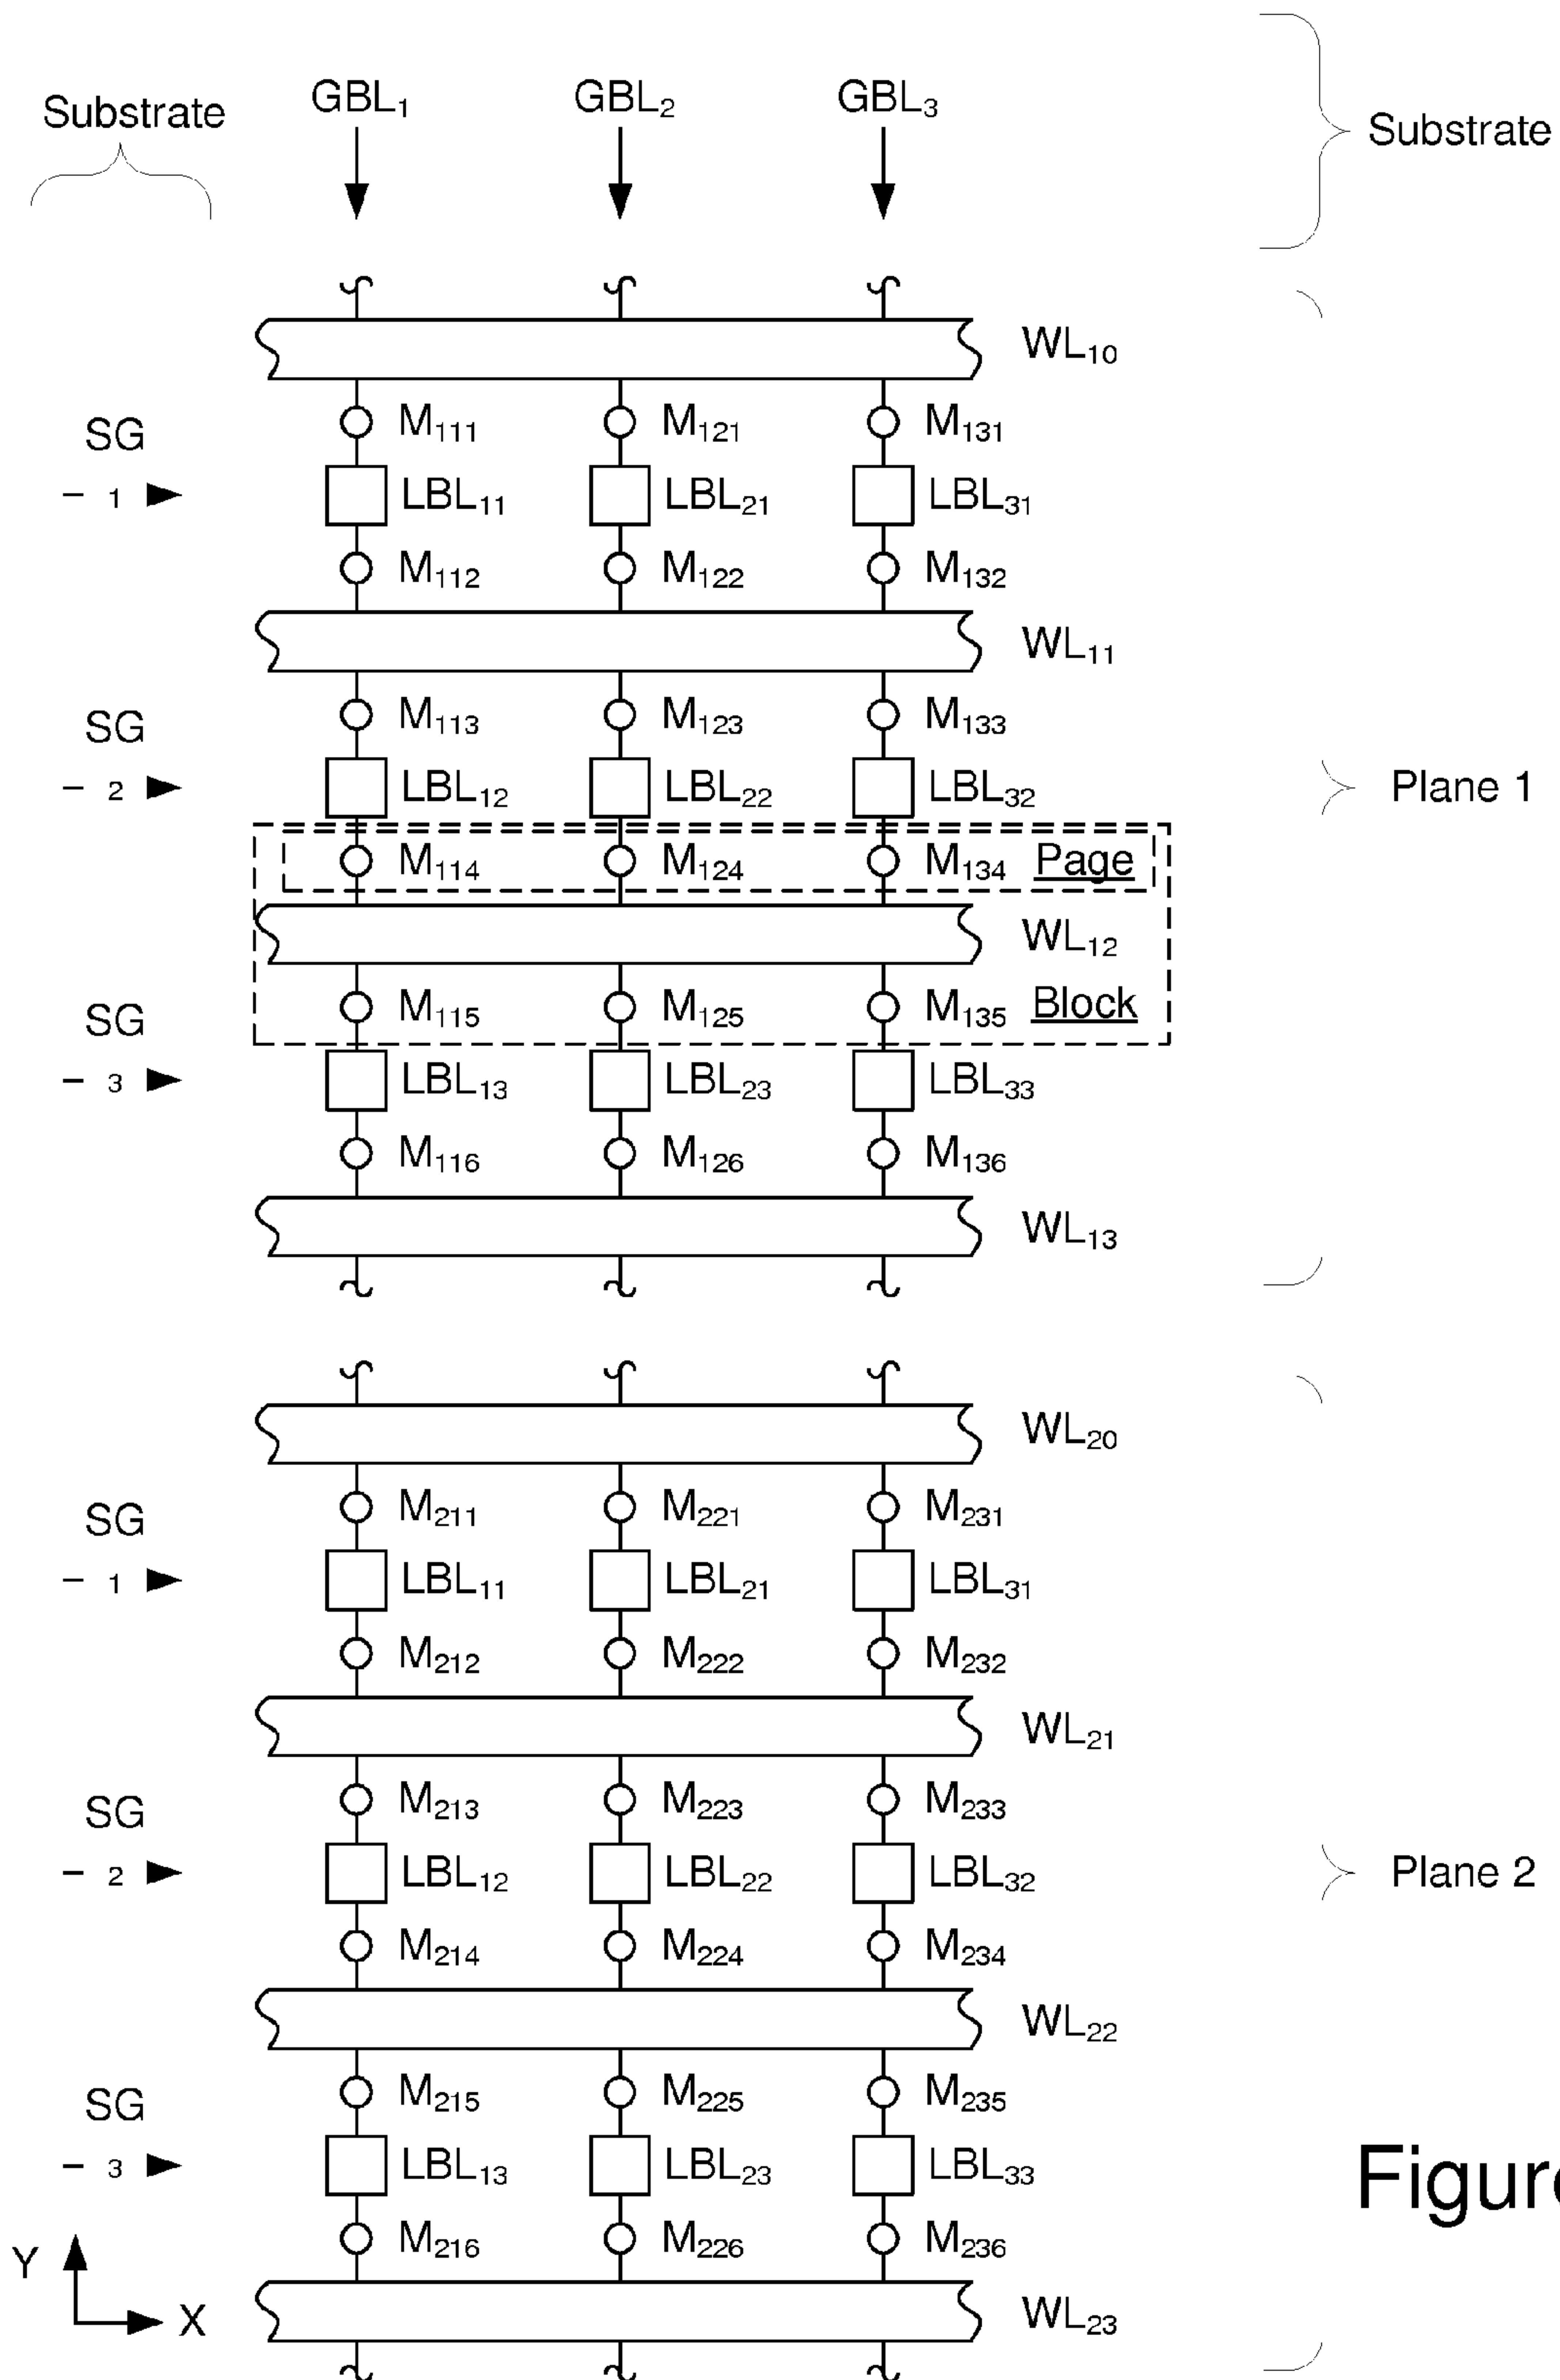 Substrate
GBL₁ GBL₂ GBL₃
Substrate
WL₁₀
SG
1
M₁₁₁ M₁₂₁ M₁₃₁
LBL₁₁ LBL₂₁ LBL₃₁
M₁₁₂ M₁₂₂ M₁₃₂
WL₁₁
SG
2
M₁₁₃ M₁₂₃ M₁₃₃
LBL₁₂ LBL₂₂ LBL₃₂
Plane 1
M₁₁₄ M₁₂₄ M₁₃₄ Page
WL₁₂
SG
3
M₁₁₅ M₁₂₅ M₁₃₅ Block
LBL₁₃ LBL₂₃ LBL₃₃
M₁₁₆ M₁₂₆ M₁₃₆
WL₁₃
WL₂₀
SG
1
M₂₁₁ M₂₂₁ M₂₃₁
LBL₁₁ LBL₂₁ LBL₃₁
M₂₁₂ M₂₂₂ M₂₃₂
WL₂₁
SG
2
M₂₁₃ M₂₂₃ M₂₃₃
LBL₁₂ LBL₂₂ LBL₃₂
Plane 2
M₂₁₄ M₂₂₄ M₂₃₄
WL₂₂
SG
3
M₂₁₅ M₂₂₅ M₂₃₅
LBL₁₃ LBL₂₃ LBL₃₃
M₂₁₆ M₂₂₆ M₂₃₆
WL₂₃
Y
X